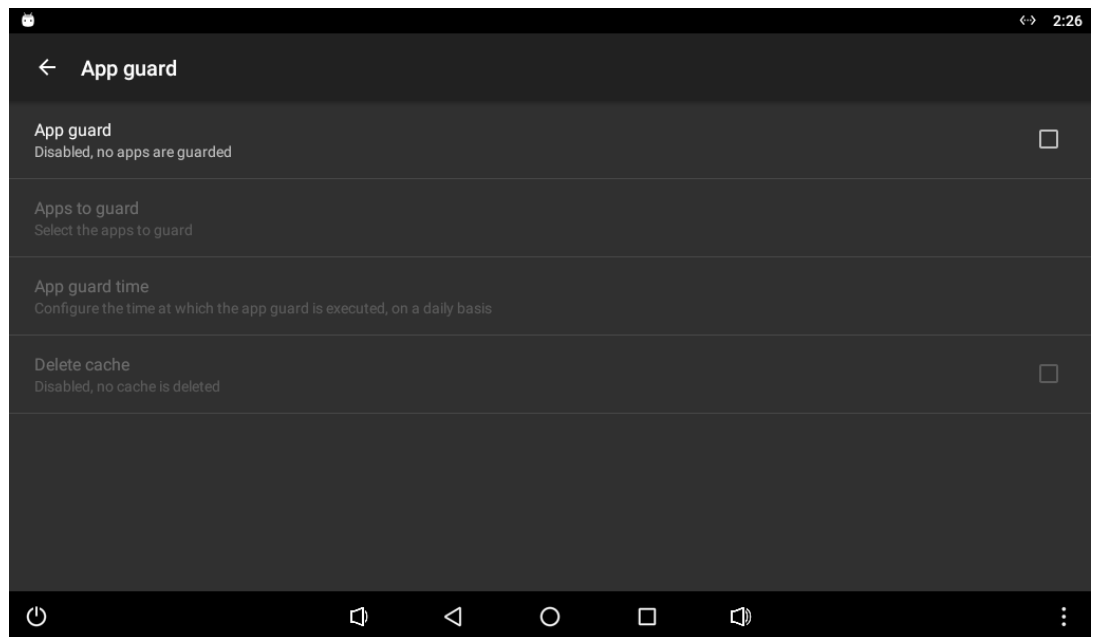 2:26
App guard
App guard
Disabled, no apps are guarded
Apps to guard
Select the apps to guard
App guard time
Configure the time at which the app guard is executed, on a daily basis
Delete cache
Disabled, no cache is deleted